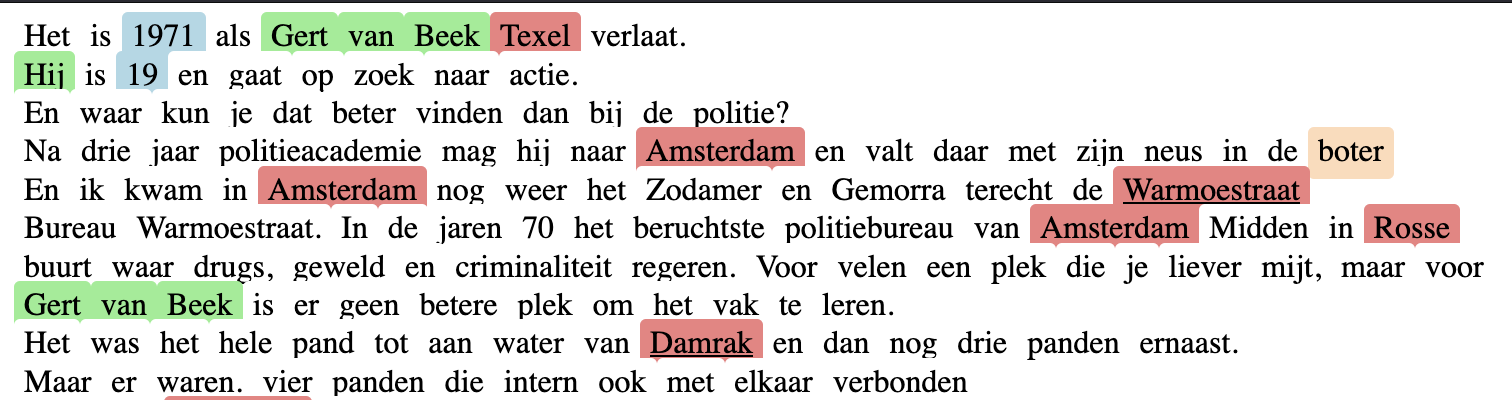 Het is 1971 als Gert van Beek Texel verlaat.
Hij is 19 en gaat op zoek naar actie.
En waar kun je dat beter vinden dan bij de politie?
Na drie jaar politieacademie mag hij naar Amsterdam en valt daar met zijn neus in de boter
En ik kwam in Amsterdam nog weer het Zodamer en Gemorra terecht de Warmoestraat
Bureau Warmoestraat. In de jaren 70 het beruchtste politiebureau van Amsterdam Midden in Rosse
buurt waar drugs, geweld en criminaliteit regeren. Voor velen een plek die je liever mijt, maar voor
Gert van Beek is er geen betere plek om het vak te leren.
Het was het hele pand tot aan water van Damrak en dan nog drie panden ernaast.
Maar er waren. vier panden die intern ook met elkaar verbonden